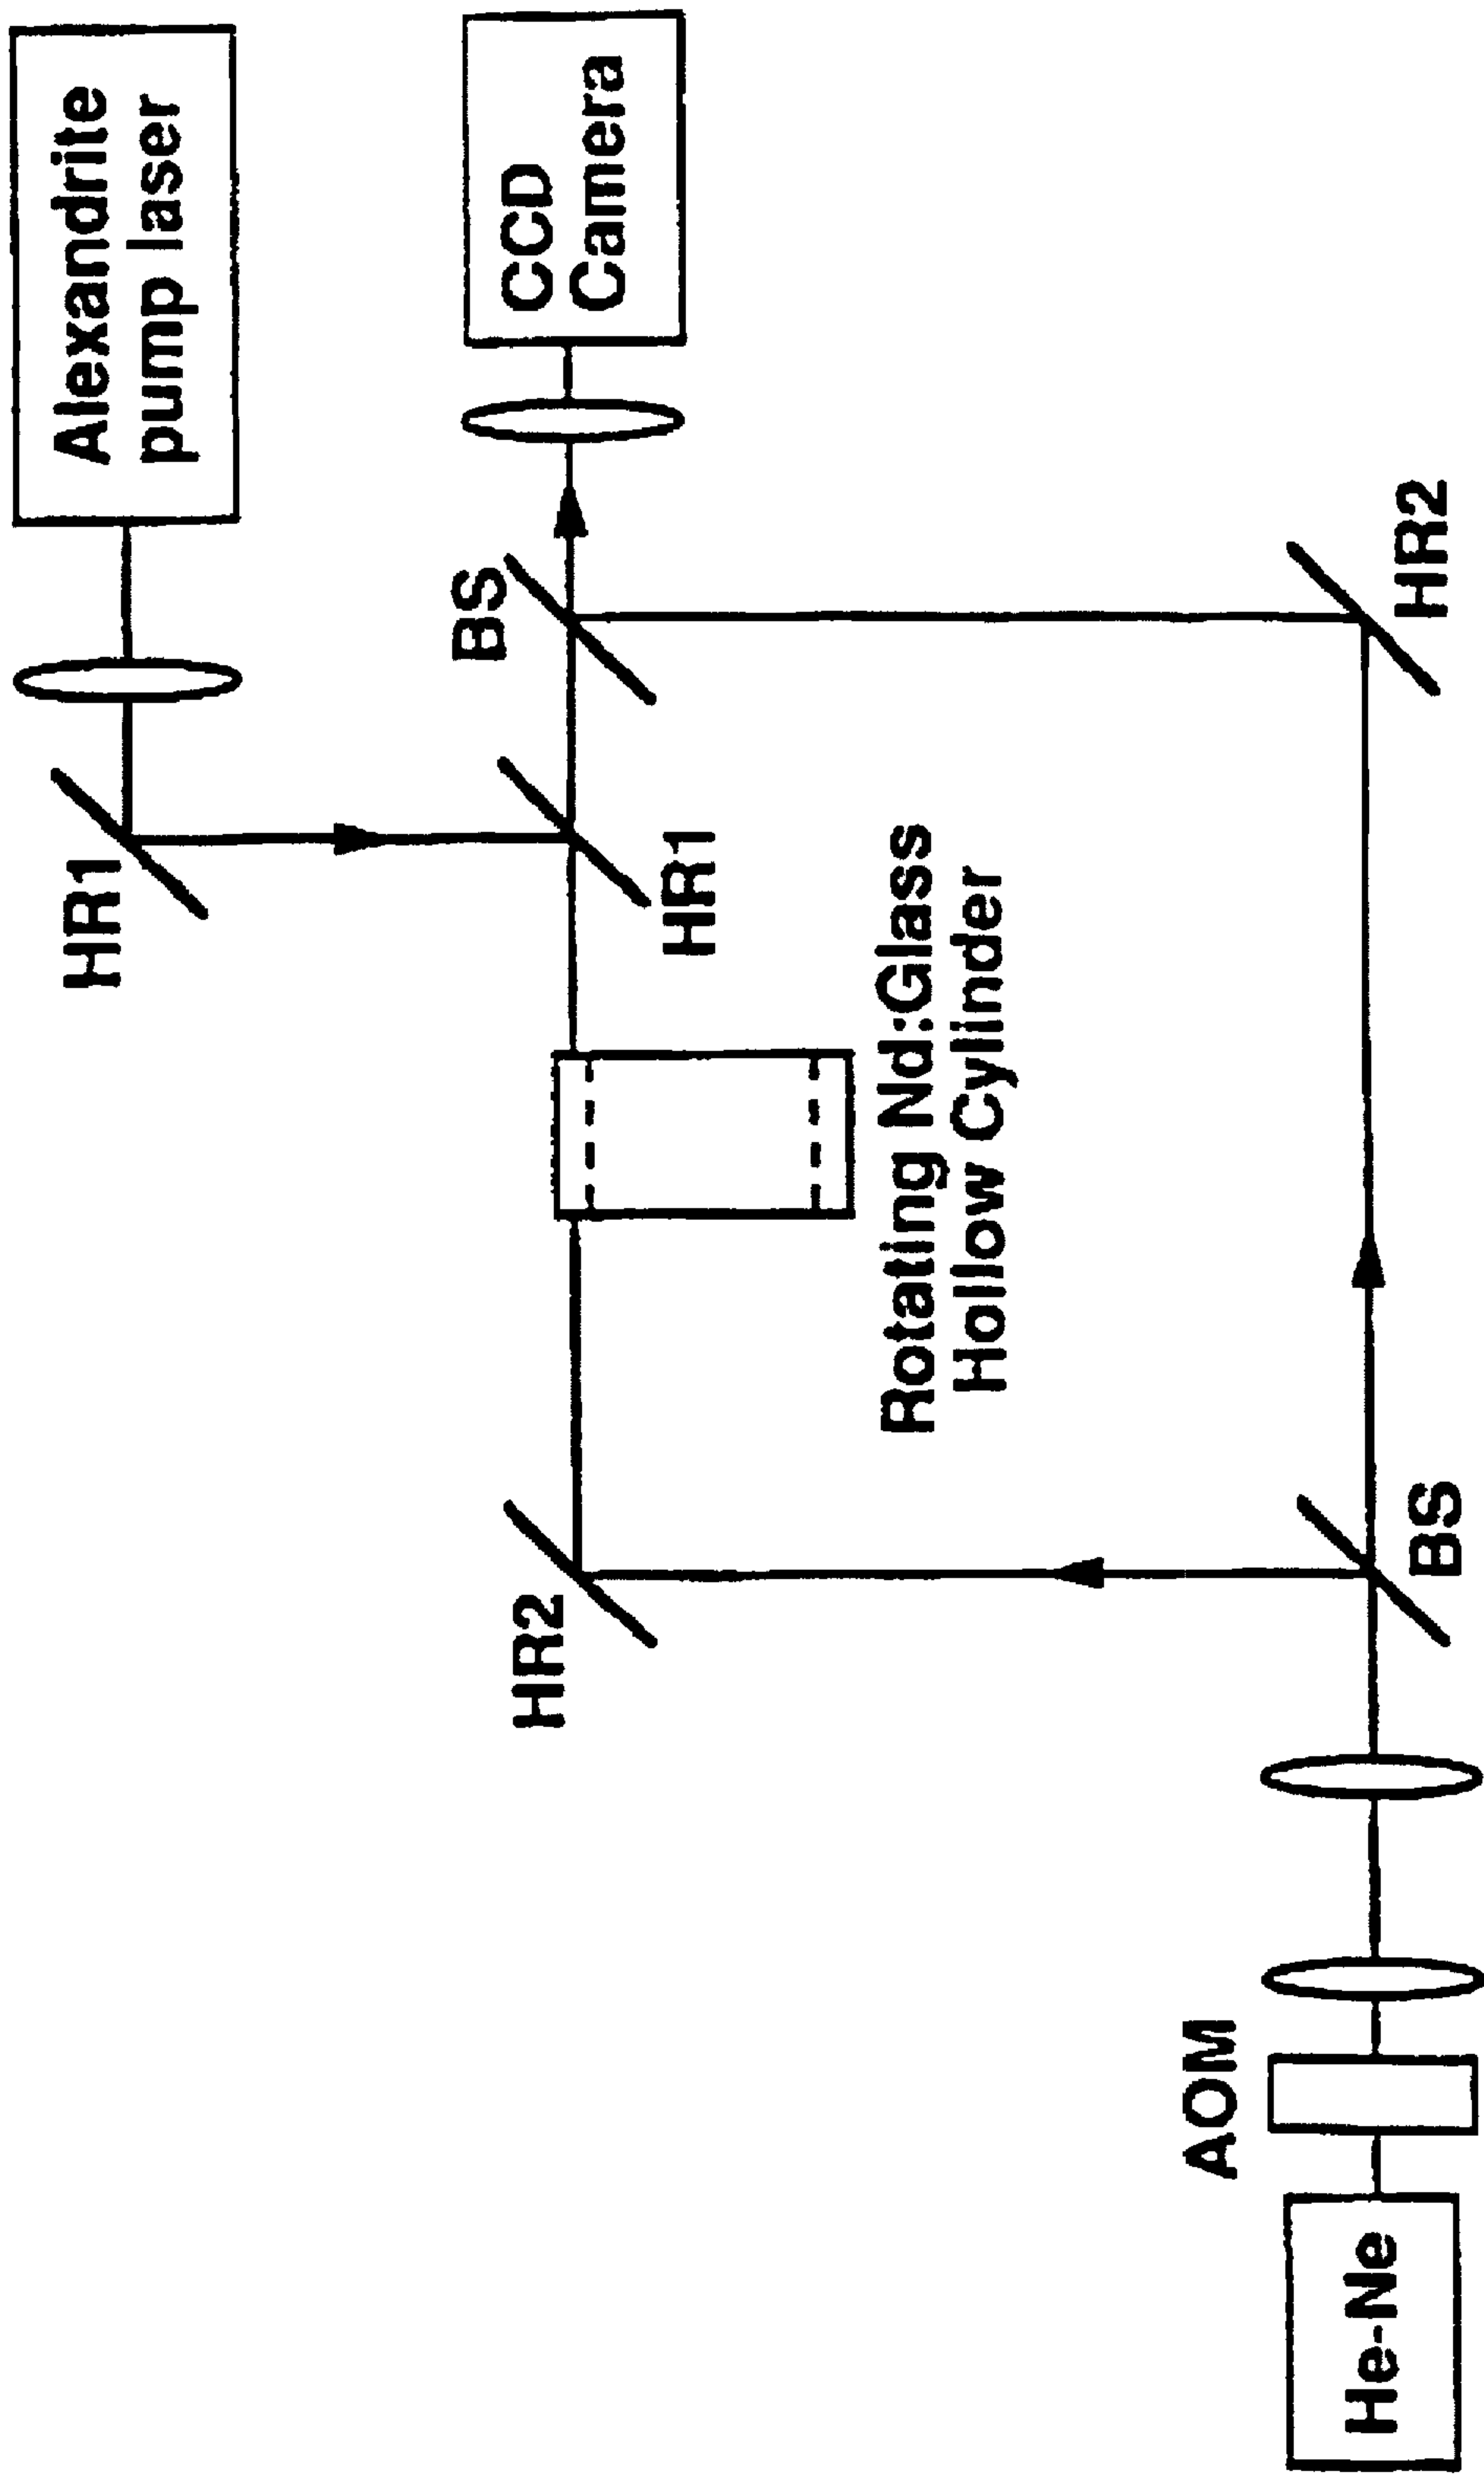 Alexandrite
pump laser
HR1
CCD
Camera
BS
HR1
HR2
Rotating Nd:Glass
Hollow Cylinder
HR2
AOM
He-Ne
BS